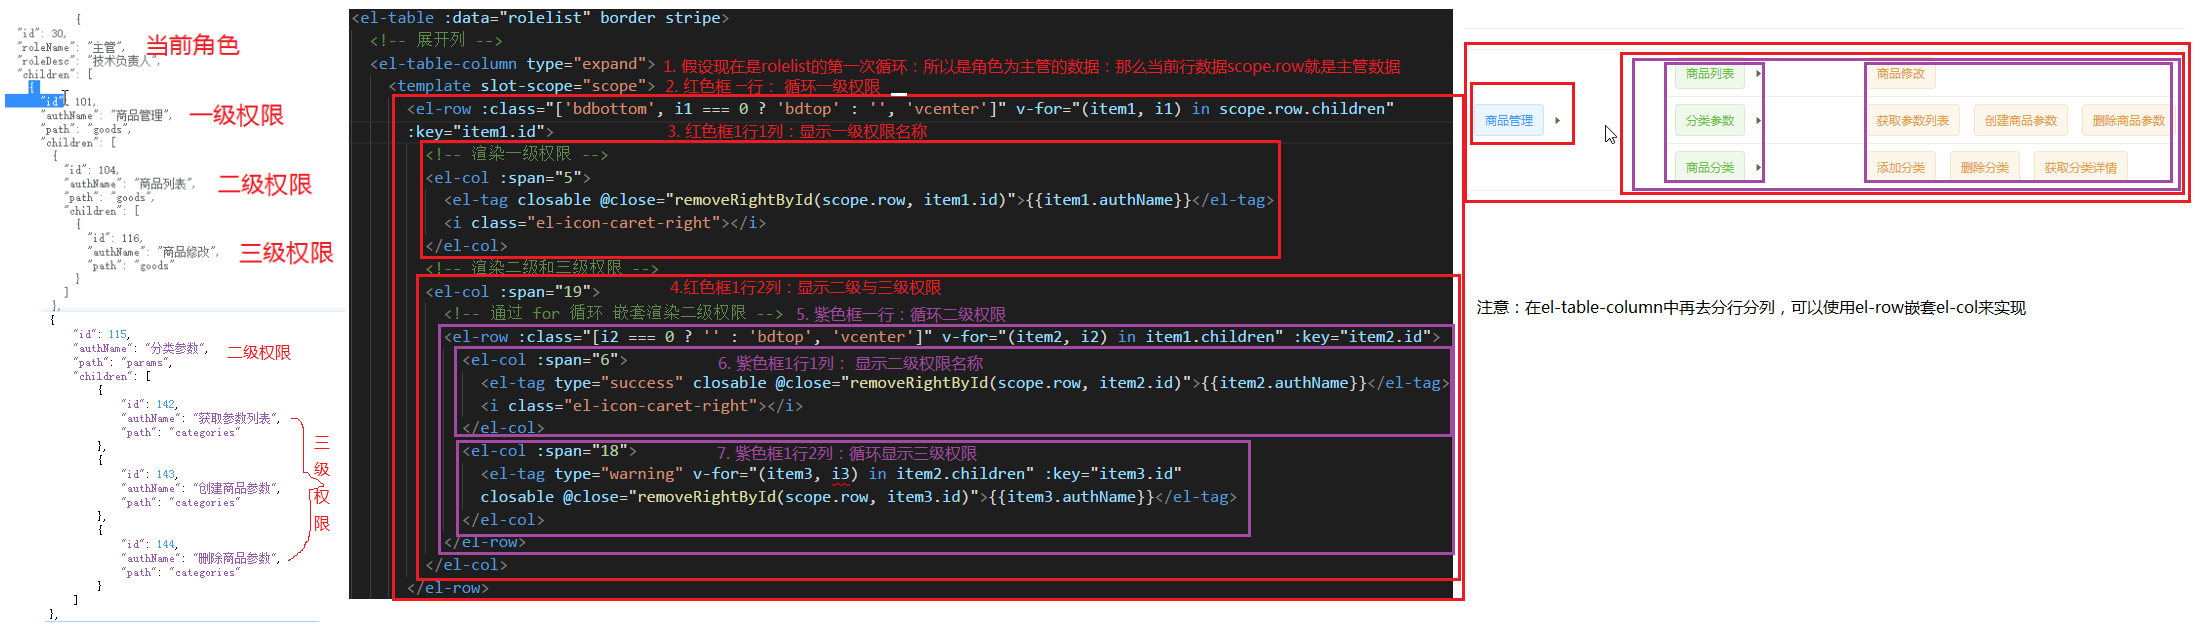 {
"id": 30,
"roleName": "主管",
"roleDesc": "技术负责人",
"children": [
{
"id": 101,
"authName": "商品管理",
"path": "goods",
"children": [
{
"id": 104,
"authName": "商品列表",
"path": "goods",
"children": [
{
"id": 116,
"authName": "商品修改",
"path": "goods"
}
]
},
{
"id": 115,
"authName": "分类参数",
"path": "params",
"children": [
{
"id": 142,
"authName": "获取参数列表",
"path": "categories"
},
{
"id": 143,
"authName": "创建商品参数",
"path": "categories"
},
{
"id": 144,
"authName": "删除商品参数",
"path": "categories"
}
]
},
当前角色
一级权限
二级权限
三级权限
二级权限
三级权限
<el-table :data="rolelist" border stripe>
<!-- 展开列 -->
<el-table-column type="expand"> 1. 假设现在是rolelist的第一次循环：所以是角色为主管的数据：那么当前行数据scope.row就是主管数据
<template slot-scope="scope"> 2. 红色框一行： 循环一级权限
<el-row :class="['bdbottom', i1 === 0 ? 'bdtop' : '', 'vcenter']" v-for="(item1, i1) in scope.row.children"
:key="item1.id"> 3. 红色框1行1列：显示一级权限名称
<!-- 渲染一级权限 -->
<el-col :span="5">
<el-tag closable @close="removeRightById(scope.row, item1.id)">{{item1.authName}}</el-tag>
<i class="el-icon-caret-right"></i>
</el-col>
<!-- 渲染二级和三级权限 -->
<el-col :span="19"> 4.红色框1行2列：显示二级与三级权限
<!-- 通过 for 循环 嵌套渲染二级权限 --> 5. 紫色框一行：循环二级权限
<el-row :class="[i2 === 0 ? '' : 'bdtop', 'vcenter']" v-for="(item2, i2) in item1.children" :key="item2.id">
<el-col :span="6"> 6. 紫色框1行1列： 显示二级权限名称
<el-tag type="success" closable @close="removeRightById(scope.row, item2.id)">{{item2.authName}}</el-tag>
<i class="el-icon-caret-right"></i>
</el-col>
<el-col :span="18"> 7. 紫色框1行2列：循环显示三级权限
<el-tag type="warning" v-for="(item3, i3) in item2.children" :key="item3.id"
closable @close="removeRightById(scope.row, item3.id)">{{item3.authName}}</el-tag>
</el-col>
</el-row>
</el-col>
</el-row>
商品列表 商品修改
商品管理 分类参数 获取参数列表 创建商品参数 删除商品参数
商品分类 添加分类 删除分类 获取分类详情
注意：在el-table-column中再去分行分列，可以使用el-row嵌套el-col来实现